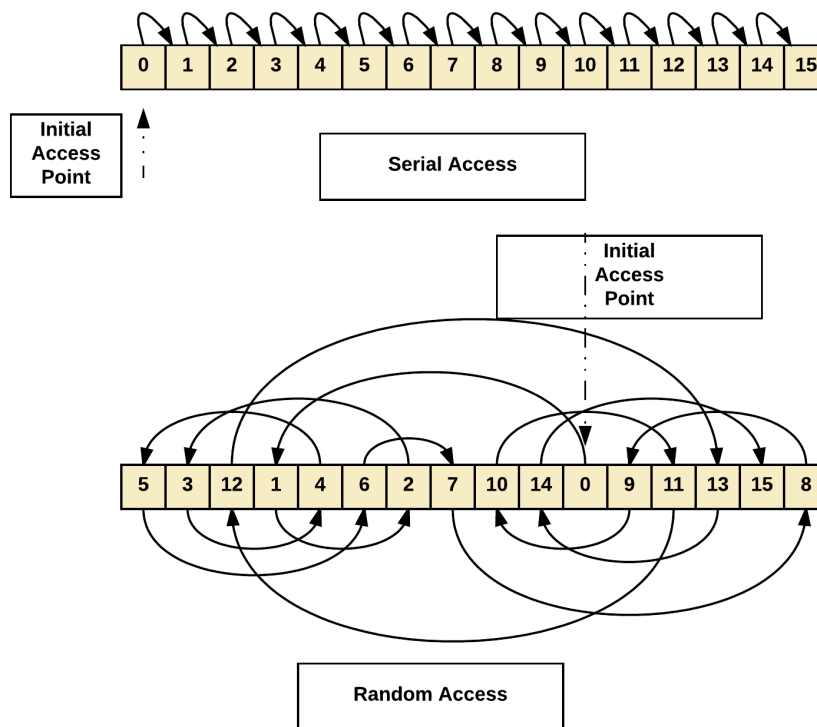 0 1 2 3 4 5 6 7 8 9 10 11 12 13 14 15
Initial
Access
Point
Serial Access
Initial
Access
Point
5 3 12 1 4 6 2 7 10 14 0 9 11 13 15 8
Random Access